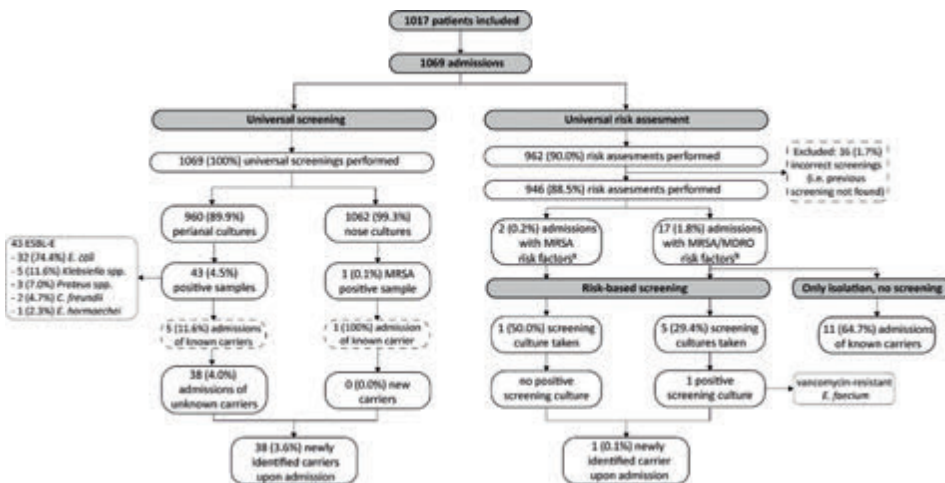 1017 patients included
1069 admissions
Universal screening
1069 (100%) universal screenings performed
960 (89.9%)
perianal cultures
1062 (99.3%)
nose cultures
43 ESBL-E
- 32 (74.4%) E. coli
- 5 (11.6%) Klebsiella spp.
- 3 (7.0%) Proteus spp.
- 2 (4.7%) C. freundii
- 1 (2.3%) E. hormaechei
43 (4.5%)
positive samples
1 (0.1%) MRSA
positive sample
5 (11.6%) admissions
of known carriers
1 (100%) admission
of known carrier
38 (4.0%)
admissions of
unknown carriers
0 (0.0%) new
carriers
38 (3.6%) newly
identified carriers
upon admission
Universal risk assesment
962 (90.0%) risk assesments performed
Excluded: 16 (1.7%)
incorrect screenings
(i.e. previous
screening not found)
946 (88.5%) risk assesments performed
2 (0.2%) admissions
with MRSA
risk factorsᵃ
17 (1.8%) admissions
with MRSA/MDRO
risk factorsᵇ
Risk-based screening
Only isolation, no screening
1 (50.0%) screening
culture taken
5 (29.4%) screening
cultures taken
11 (64.7%) admissions
of known carriers
no positive
screening culture
1 positive
screening culture
vancomycin-resistant
E. faecium
1 (0.1%) newly
identified carrier
upon admission